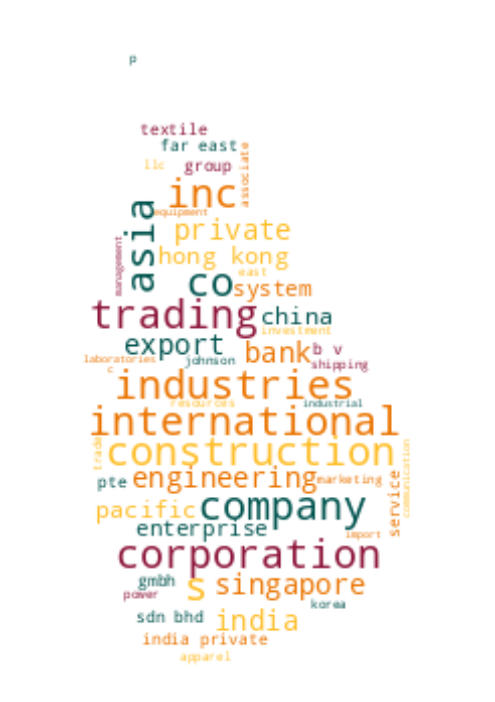 p
textile
far east
llc group
associate
inc
equipment
asia
private
management
hong kong
east
co system
trading china
investment
export bank b v
laboratories johnson shipping
c
industries
resources industrial
international
trade construction
communication
pte engineering marketing
service
pacific company
enterprise import
corporation
gmbh s singapore
power korea
sdn bhd india
india private
apparel